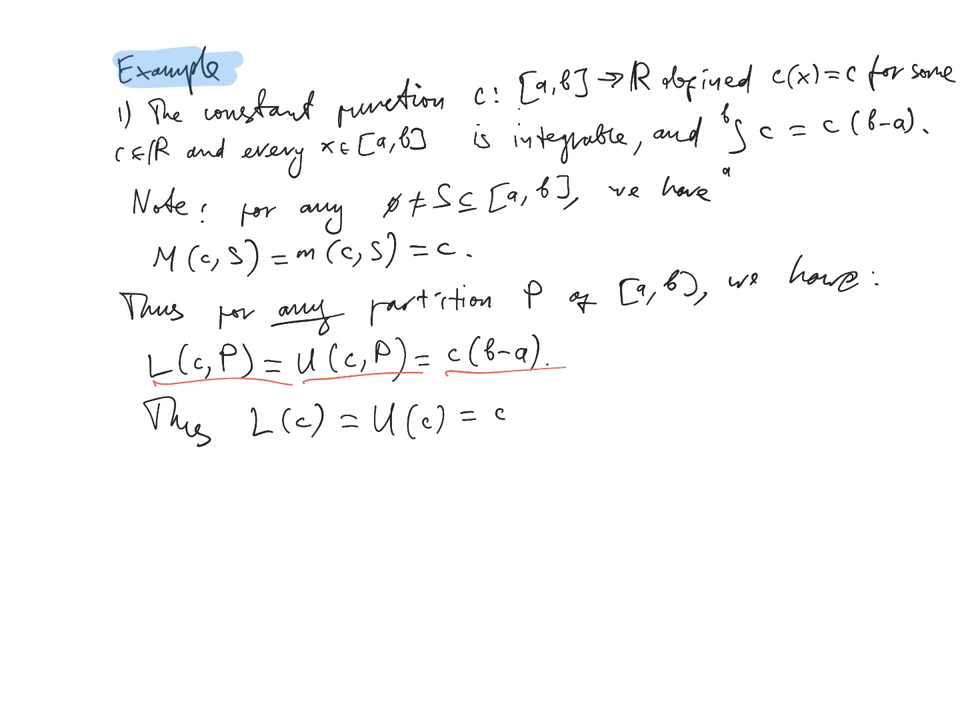 Example
1) The constant function c: [a,b] → ℝ defined c(x)=c for some
c∈ℝ and every x∈[a,b] is integrable, and ᵇ∫ₐ c = c(b-a).
Note: for any ∅≠S⊆[a,b], we have
M(c,S)=m(c,S)=c.
Thus for any partition P of [a,b], we have:
L(c,P)=U(c,P)=c(b-a).
Thus L(c)=U(c)=c